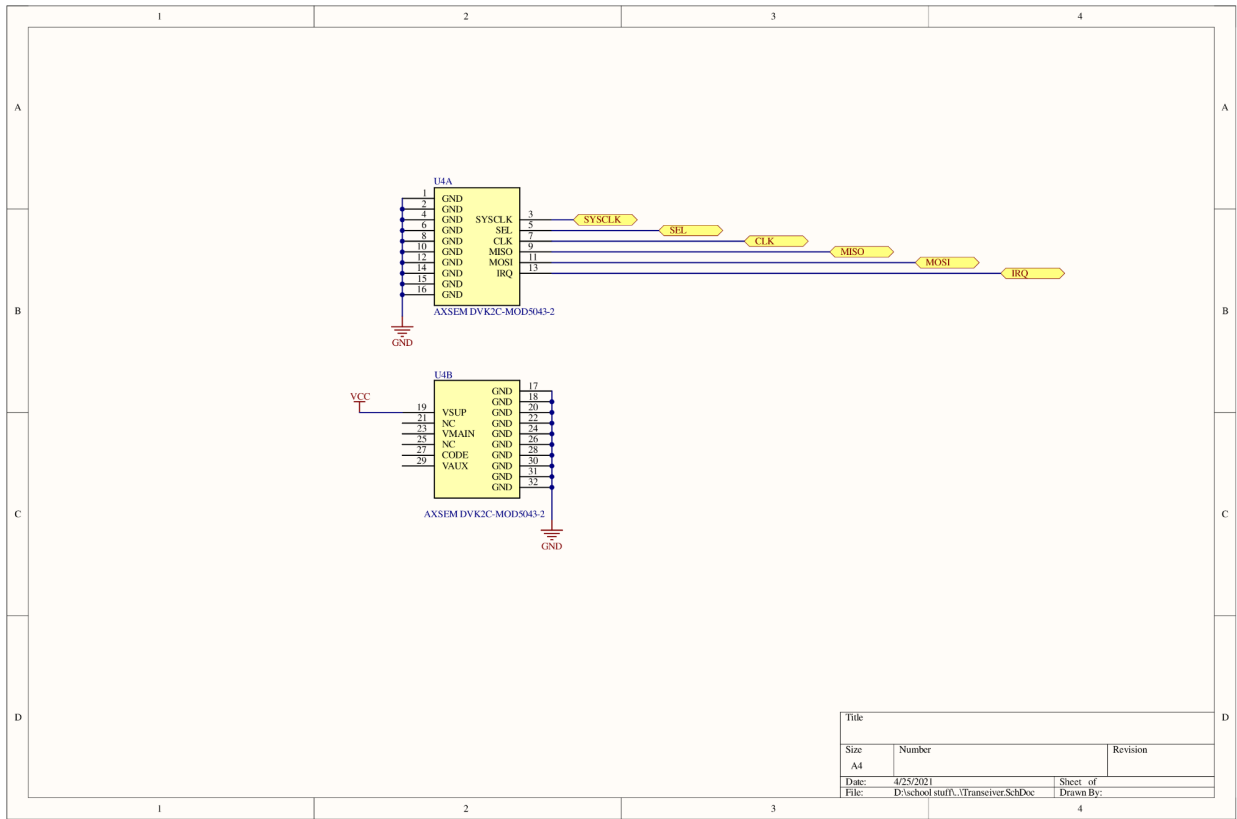 1 2 3 4
A A
U4A
1 GND
2 GND
4 GND SYSCLK 3 SYSCLK
6 GND SEL 5 SEL
8 GND CLK 7 CLK
10 GND MISO 9 MISO
12 GND MOSI 11 MOSI
14 GND IRQ 13 IRQ
15 GND
16 GND
AXSEM DVK2C-MOD5043-2
B B
GND
U4B
GND 17
VCC GND 18
19 VSUP GND 20
21 NC GND 22
23 VMAIN GND 24
25 NC GND 26
27 CODE GND 28
29 VAUX GND 30
GND 31
GND 32
AXSEM DVK2C-MOD5043-2
C C
GND
D D
Title
Size Number Revision
A4
Date: 4/25/2021 Sheet of
File: D:\school stuff\..\Transeiver.SchDoc Drawn By:
1 2 3 4